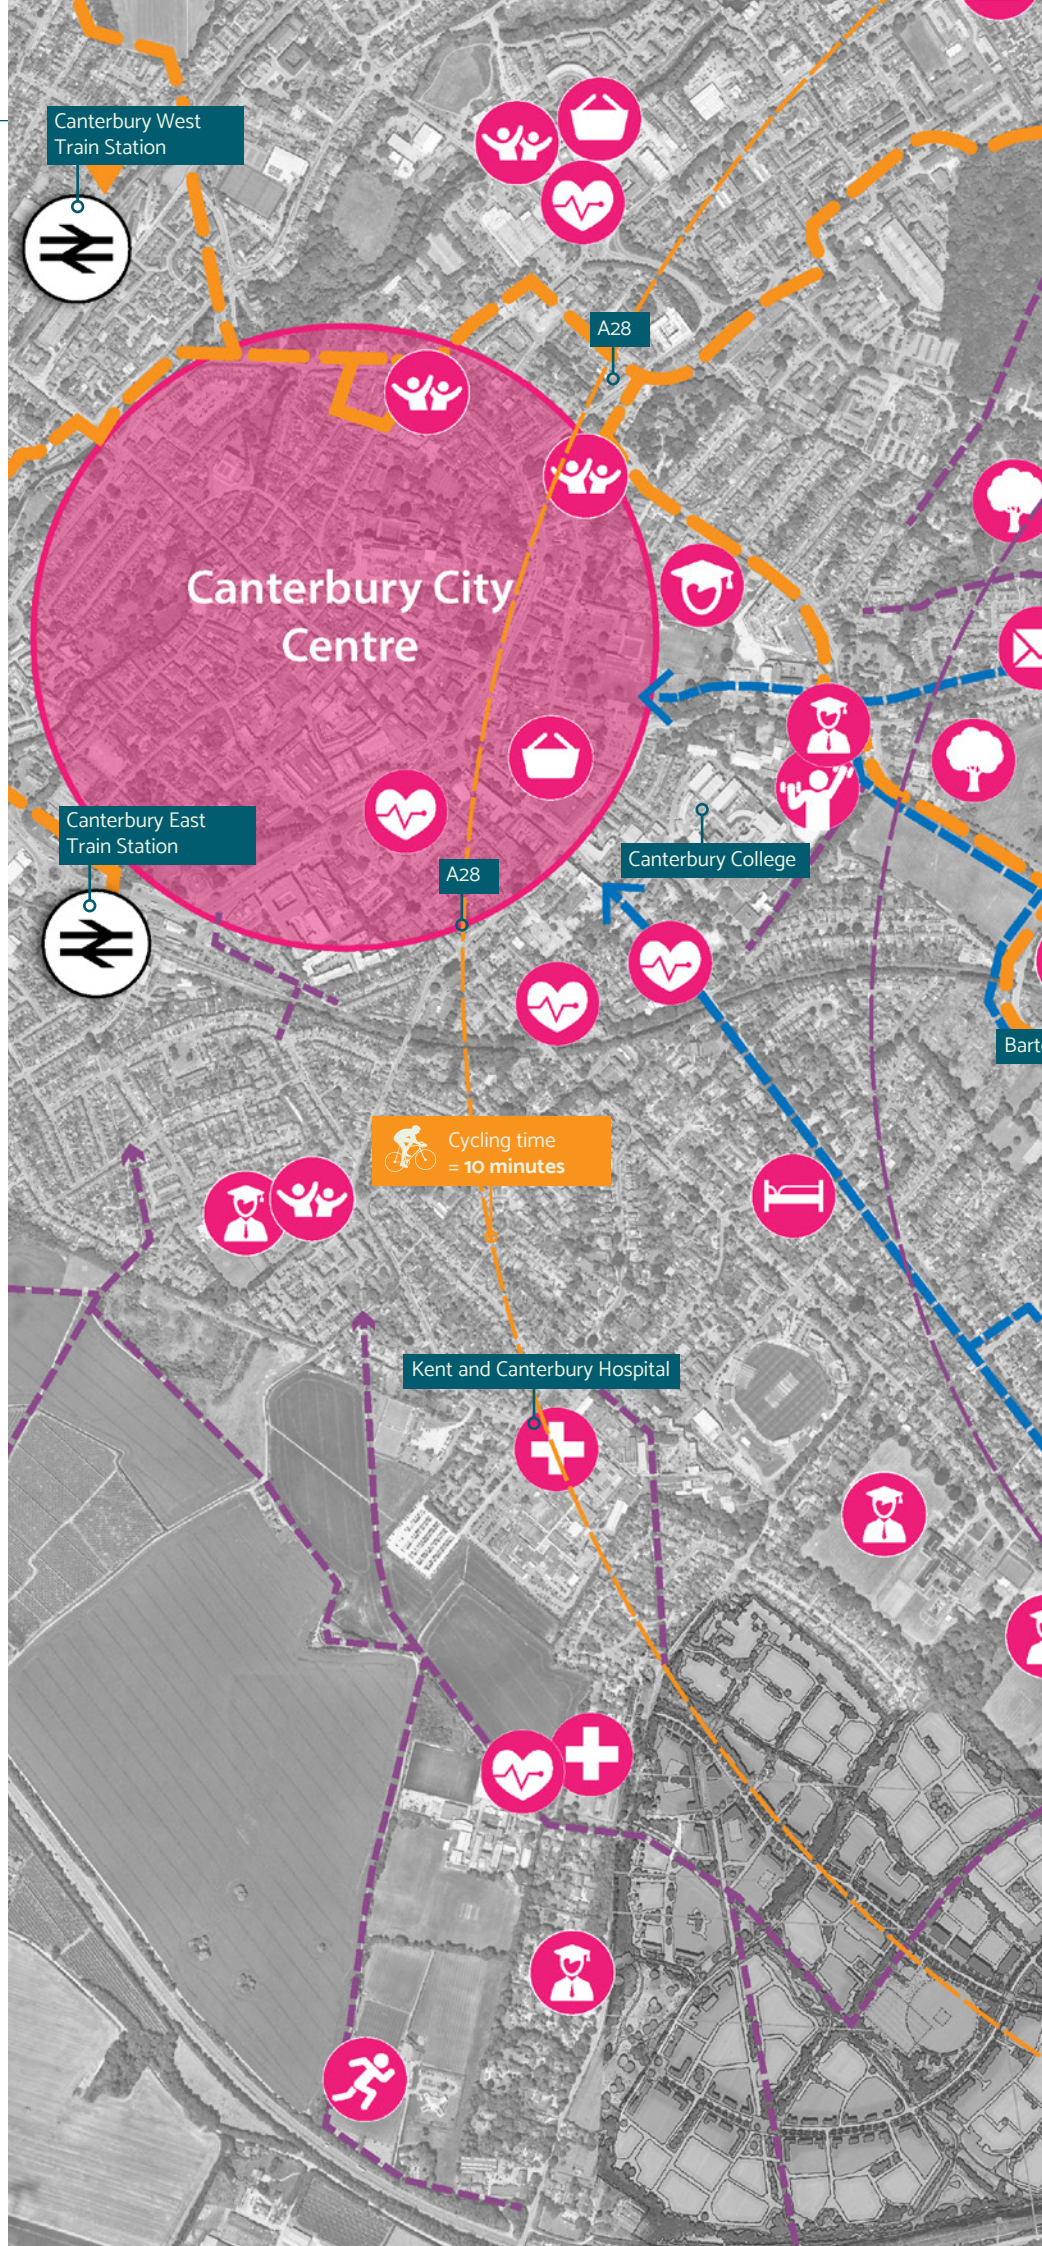 Canterbury West
Train Station
A28
Canterbury City
Centre
Canterbury East
Train Station
A28
Canterbury College
Bart
Cycling time
= 10 minutes
Kent and Canterbury Hospital